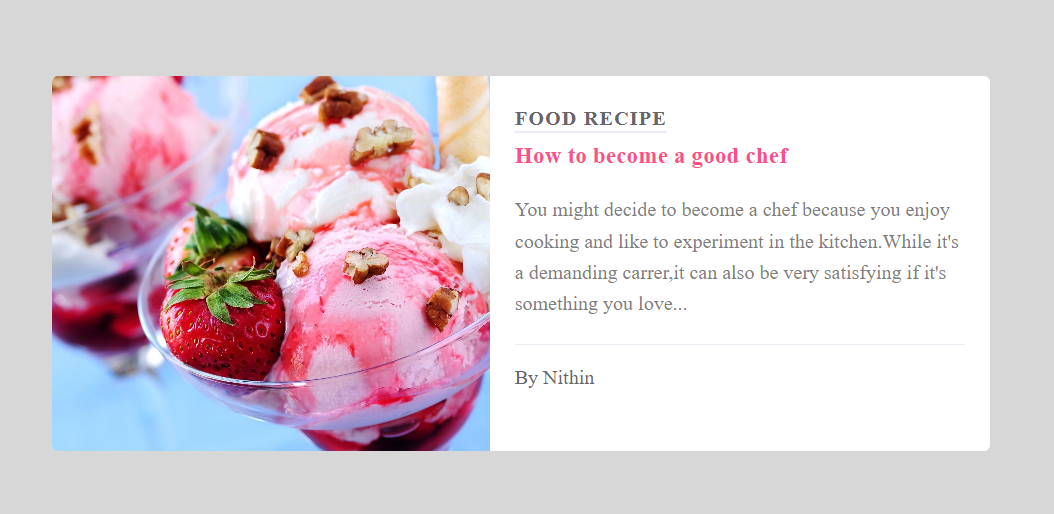 FOOD RECIPE
How to become a good chef
You might decide to become a chef because you enjoy
cooking and like to experiment in the kitchen.While it's
a demanding carrer,it can also be very satisfying if it's
something you love...
By Nithin